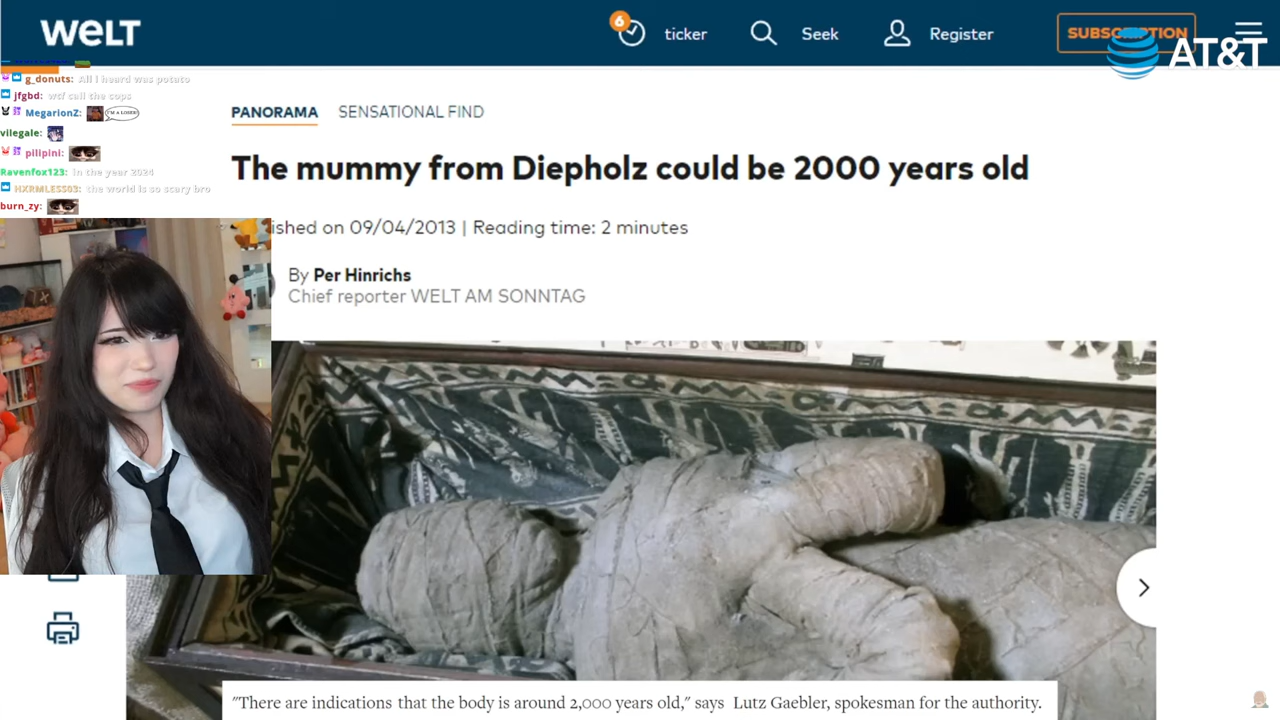 WELT
6
ticker
Seek
Register
SUBSCRIPTION
AT&T
g_donuts: All I heard was potato
jfgbd: wtf call the cops
MegarionZ: I'M A LOSER!
vilegale:
pilipini:
Ravenfox123: in the year 2024
HXRMLESS03: the world is so scary bro
burn_zy:
PANORAMA
SENSATIONAL FIND
The mummy from Diepholz could be 2000 years old
ished on 09/04/2013 | Reading time: 2 minutes
By Per Hinrichs
Chief reporter WELT AM SONNTAG
"There are indications that the body is around 2,000 years old," says Lutz Gaebler, spokesman for the authority.